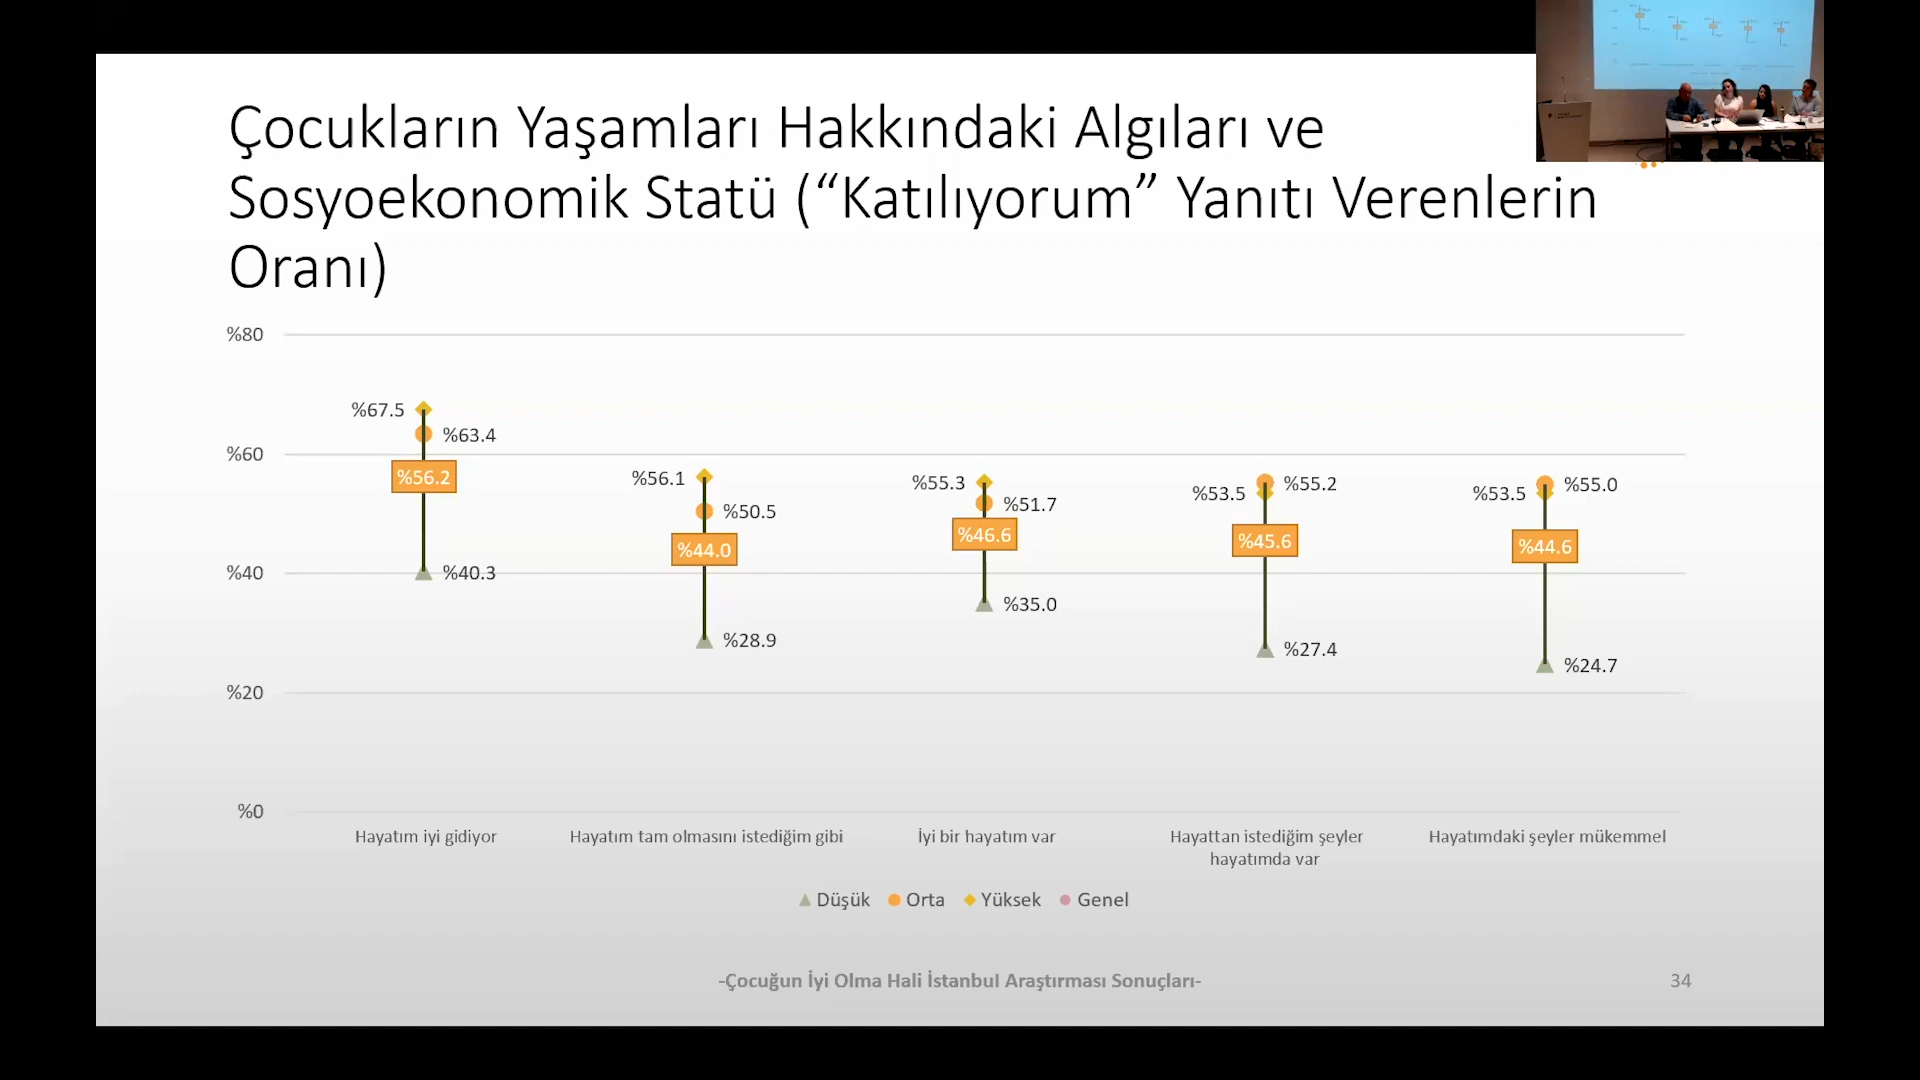 Çocukların Yaşamları Hakkındaki Algıları ve
Sosyoekonomik Statü (“Katılıyorum” Yanıtı Verenlerin
Oranı)
%80
%60
%40
%20
%0
%67.5
%63.4
%56.2
%40.3
%56.1
%50.5
%44.0
%28.9
%55.3
%51.7
%46.6
%35.0
%53.5
%55.2
%45.6
%27.4
%53.5
%55.0
%44.6
%24.7
Hayatım iyi gidiyor
Hayatım tam olmasını istediğim gibi
İyi bir hayatım var
Hayattan istediğim şeyler
hayatımda var
Hayatımdaki şeyler mükemmel
Düşük Orta Yüksek Genel
-Çocuğun İyi Olma Hali İstanbul Araştırması Sonuçları-
34